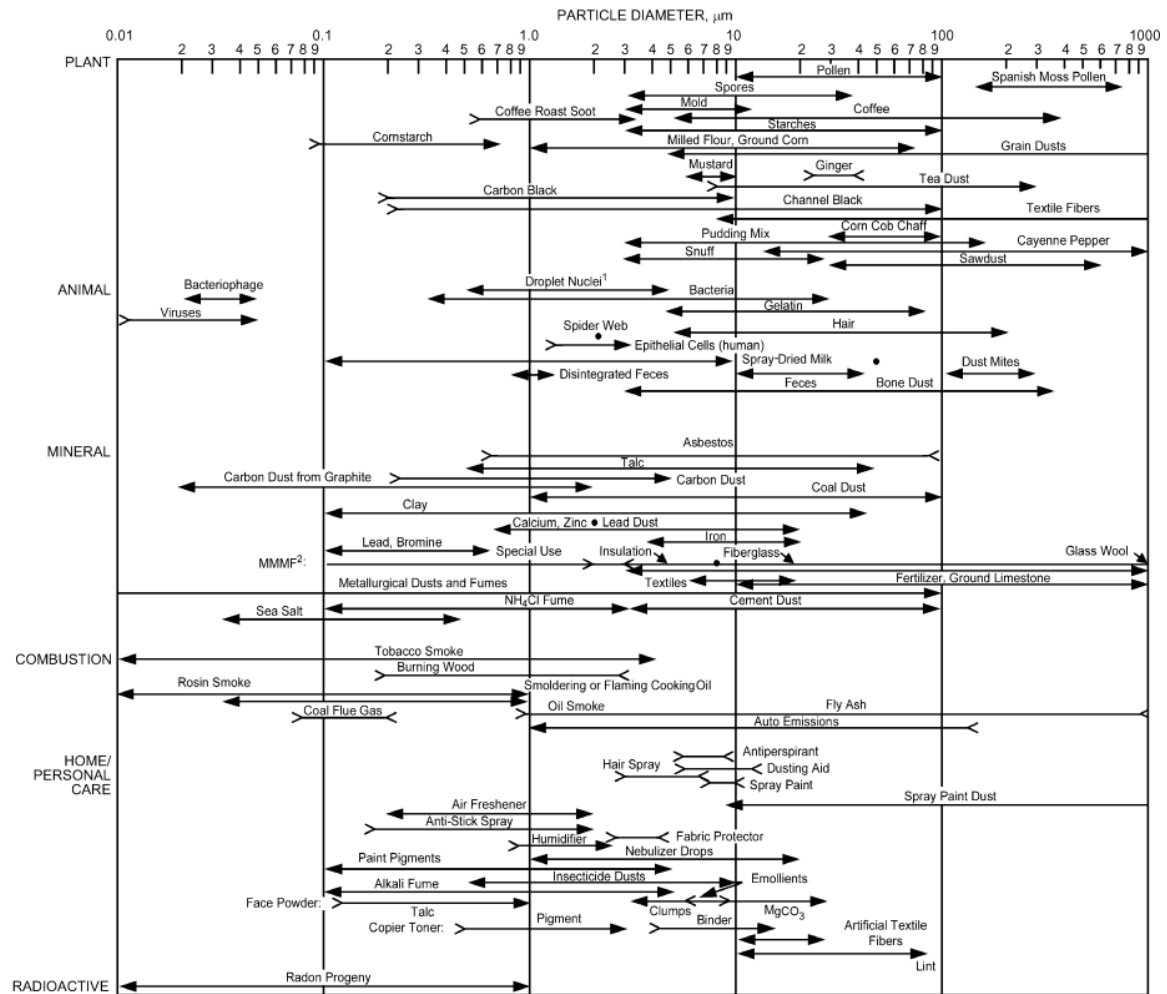 PARTICLE DIAMETER, μm
0.01 2 3 4 5 6 7 8 9 0.1 2 3 4 5 6 7 8 9 1.0 2 3 4 5 6 7 8 9 10 2 3 4 5 6 7 8 9 100 2 3 4 5 6 7 8 9 1000
PLANT
Pollen
Spanish Moss Pollen
Spores
Mold
Coffee Roast Soot
Coffee
Starches
Cornstarch
Milled Flour, Ground Corn
Grain Dusts
Mustard
Ginger
Tea Dust
Carbon Black
Channel Black
Textile Fibers
Corn Cob Chaff
Pudding Mix
Cayenne Pepper
Snuff
Sawdust
ANIMAL
Bacteriophage
Droplet Nuclei1
Bacteria
Gelatin
Viruses
Spider Web
Hair
Epithelial Cells (human)
Spray-Dried Milk
Dust Mites
Disintegrated Feces
Feces
Bone Dust
MINERAL
Asbestos
Talc
Carbon Dust from Graphite
Carbon Dust
Coal Dust
Clay
Calcium, Zinc
Lead Dust
Iron
Lead, Bromine
Special Use
Insulation
Fiberglass
Glass Wool
MMMF2:
Metallurgical Dusts and Fumes
Textiles
Fertilizer, Ground Limestone
NH4Cl Fume
Cement Dust
Sea Salt
COMBUSTION
Tobacco Smoke
Burning Wood
Rosin Smoke
Smoldering or Flaming Cooking Oil
Coal Flue Gas
Oil Smoke
Fly Ash
Auto Emissions
HOME/
PERSONAL
CARE
Antiperspirant
Hair Spray
Dusting Aid
Spray Paint
Spray Paint Dust
Air Freshener
Anti-Stick Spray
Humidifier
Fabric Protector
Paint Pigments
Nebulizer Drops
Insecticide Dusts
Emollients
Alkali Fume
Face Powder:
Talc
Clumps
MgCO3
Copier Toner:
Pigment
Binder
Artificial Textile
Fibers
Lint
RADIOACTIVE
Radon Progeny